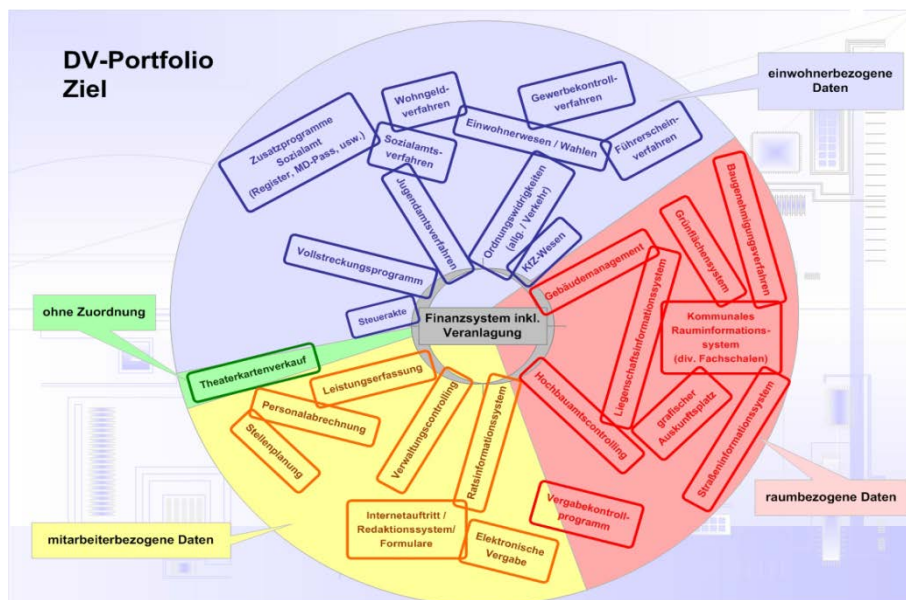 DV-Portfolio
Ziel
einwohnerbezogene
Daten
Wohngeld-
verfahren
Gewerbekontroll-
verfahren
Zusatzprogramme
Sozialamt
(Register, MD-Pass, usw.)
Sozialamts-
verfahren
Einwohnerwesen / Wahlen
Führerschein-
verfahren
Jugendamtsverfahren
Ordnungswidrigkeiten
(allg. / Verkehr)
KfZ-Wesen
Vollstreckungsprogramm
Steuerakte
Finanzsystem inkl.
Veranlagung
Gebäudemanagement
Grünflächensystem
Baugenehmigungsverfahren
Liegenschaftsinformationssystem
Kommunales
Rauminformations-
system
(div. Fachschalen)
grafischer
Auskunftsplatz
Straßeninformationssystem
Hochbauamtscontrolling
Vergabekontroll-
programm
raumbezogene Daten
ohne Zuordnung
Theaterkartenverkauf
Leistungserfassung
Personalabrechnung
Stellenplanung
Verwaltungscontrolling
Ratsinformationssystem
Internetauftritt /
Redaktionssystem/
Formulare
Elektronische
Vergabe
mitarbeiterbezogene Daten